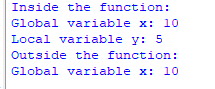 Inside the function:
Global variable x: 10
Local variable y: 5
Outside the function:
Global variable x: 10